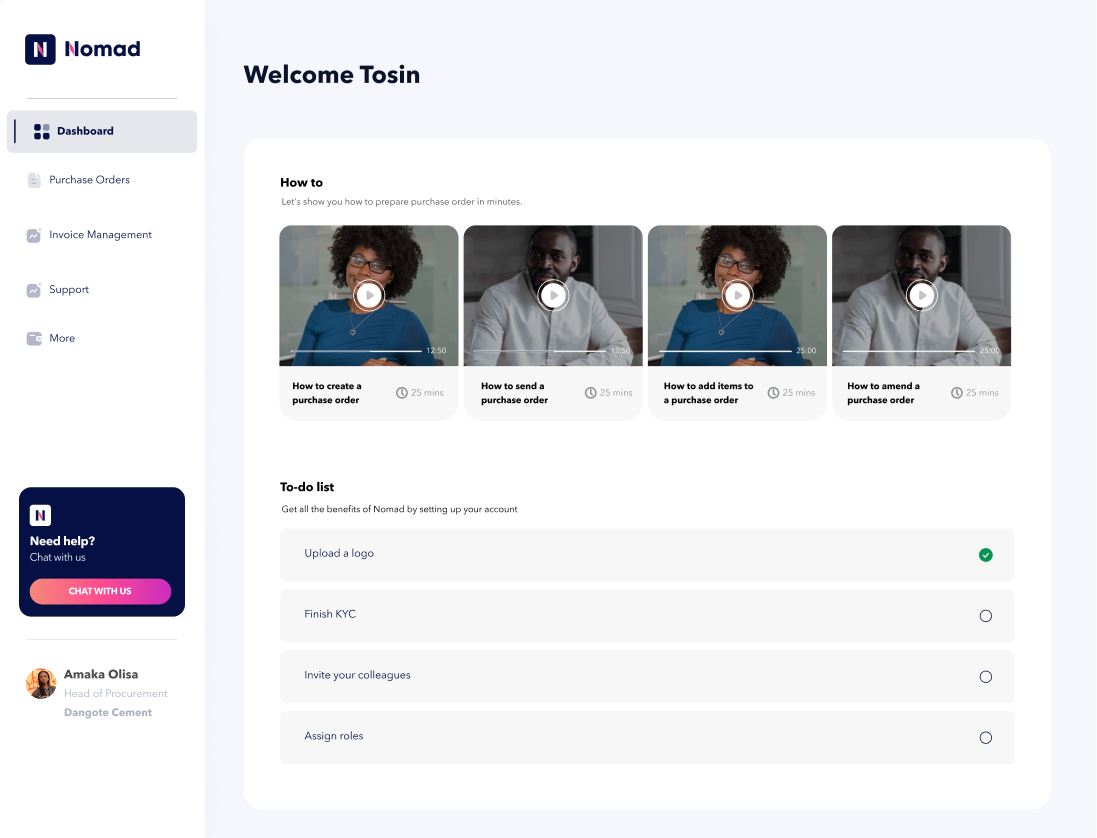 Nomad
Dashboard
Purchase Orders
Invoice Management
Support
More
N
Need help?
Chat with us
CHAT WITH US
Amaka Olisa
Head of Procurement
Dangote Cement
Welcome Tosin
How to
Let's show you how to prepare purchase order in minutes.
12:50
12:50
25:00
25:00
How to create a
purchase order
25 mins
How to send a
purchase order
25 mins
How to add items to
a purchase order
25 mins
How to amend a
purchase order
25 mins
To-do list
Get all the benefits of Nomad by setting up your account
Upload a logo
Finish KYC
Invite your colleagues
Assign roles